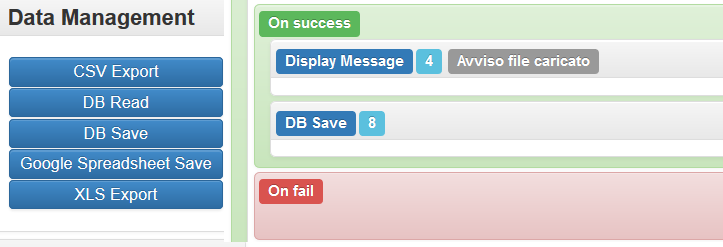 Data Management
CSV Export
DB Read
DB Save
Google Spreadsheet Save
XLS Export
On success
Display Message 4 Avviso file caricato
DB Save 8
On fail